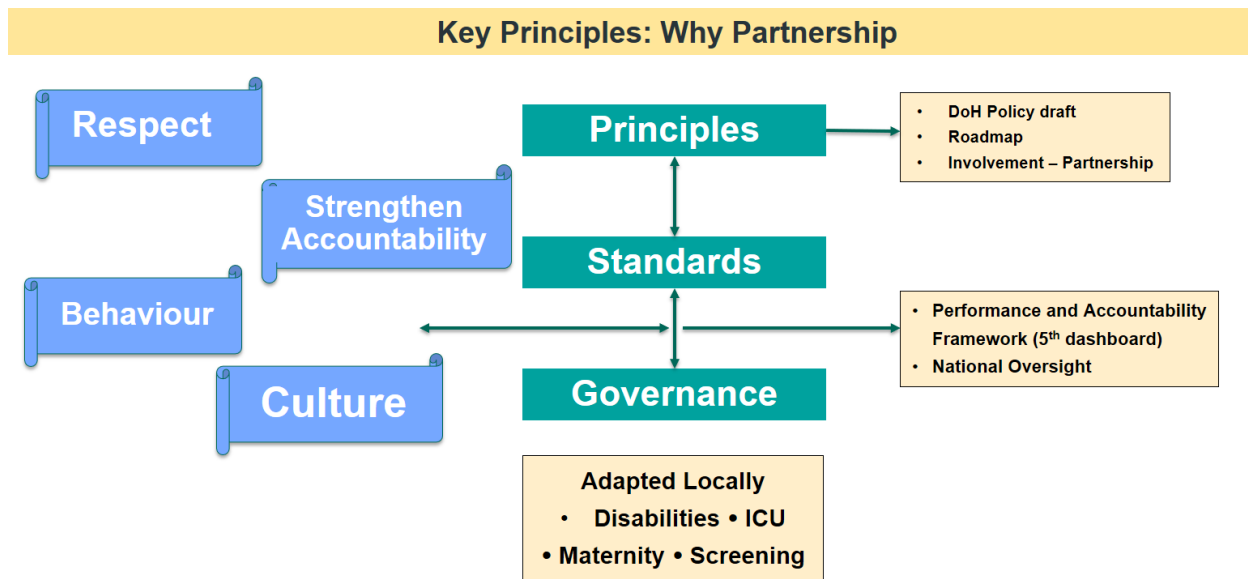 Key Principles: Why Partnership
Respect
Strengthen
Accountability
Behaviour
Culture
Principles
Standards
Governance
• DoH Policy draft
• Roadmap
• Involvement – Partnership
• Performance and Accountability
Framework (5th dashboard)
• National Oversight
Adapted Locally
• Disabilities • ICU
• Maternity • Screening